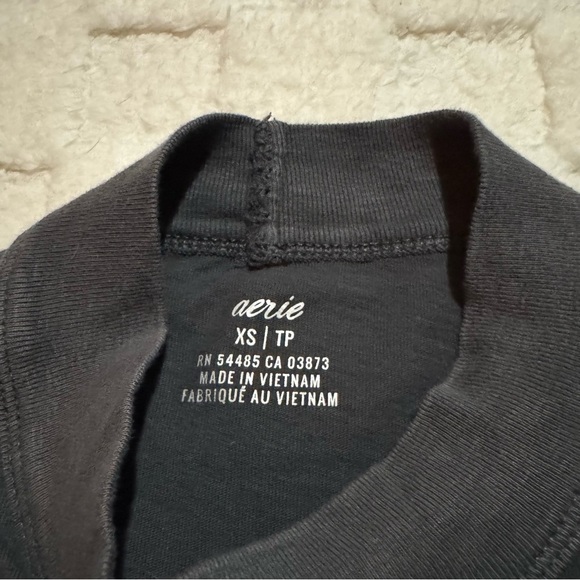 aerie
XS | TP
RN 54485 CA 03873
MADE IN VIETNAM
FABRIQUÉ AU VIETNAM